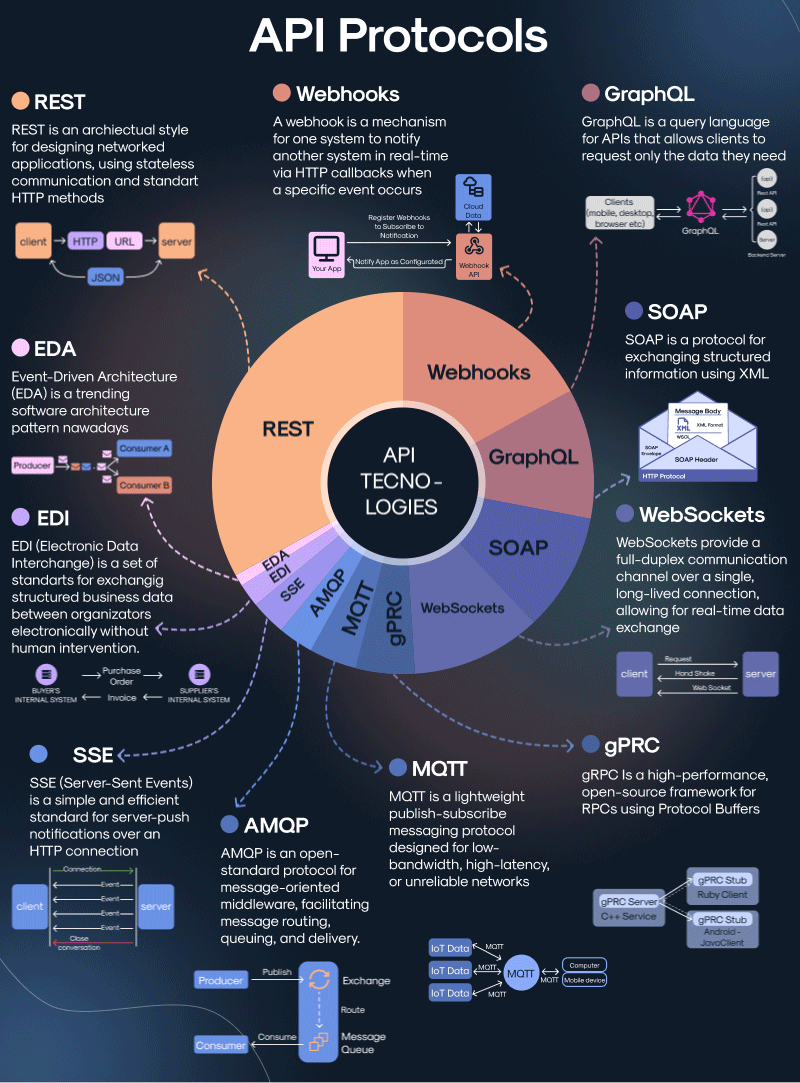 API Protocols
REST
REST is an archiectual style
for designing networked
applications, using stateless
communication and standart
HTTP methods
client
HTTP
URL
server
JSON
Webhooks
A webhook is a mechanism
for one system to notify
another system in real-time
via HTTP callbacks when
a specific event occurs
Cloud
Data
Register Webhooks
to Subscribe to
Notification
Your App
Notify App as Configurated
Webhook
API
GraphQL
GraphQL is a query language
for APIs that allows clients to
request only the data they need
Clients
(mobile, desktop,
browser etc)
GraphQL
Rest API
Rest API
Server
Backend Server
SOAP
SOAP is a protocol for
exchanging structured
information using XML
Message Body
XML
XML Format
WSDL
SOAP
Envelope
SOAP Header
HTTP Protocol
EDA
Event-Driven Architecture
(EDA) is a trending
software architecture
pattern nawadays
Producer
Consumer A
Consumer B
REST
Webhooks
GraphQL
SOAP
WebSockets
gPRC
MQTT
AMQP
SSE
EDI
EDA
API
TECNO-
LOGIES
EDI
EDI (Electronic Data
Interchange) is a set of
standarts for exchangig
structured business data
between organizators
electronically without
human intervention.
BUYER'S
INTERNAL SYSTEM
Purchase
Order
Invoice
SUPPLIER'S
INTERNAL SYSTEM
WebSockets
WebSockets provide a
full-duplex communication
channel over a single,
long-lived connection,
allowing for real-time data
exchange
client
Request
Hand Shake
Web Socket
server
SSE
SSE (Server-Sent Events)
is a simple and efficient
standard for server-push
notifications over an
HTTP connection
Connection
client
Event
Event
Event
Event
server
Close
conversation
AMQP
AMQP is an open-
standard protocol for
message-oriented
middleware, facilitating
message routing,
queuing, and delivery.
Producer
Publish
Exchange
Route
Consumer
Consume
Message
Queue
MQTT
MQTT is a lightweight
publish-subscribe
messaging protocol
designed for low-
bandwidth, high-latency,
or unreliable networks
IoT Data
IoT Data
IoT Data
MQTT
MQTT
MQTT
MQTT
MQTT
Computer
Mobile device
gPRC
gRPC Is a high-performance,
open-source framework for
RPCs using Protocol Buffers
gPRC Server
C++ Service
gPRC Stub
Ruby Client
gPRC Stub
Android -
JavaClient